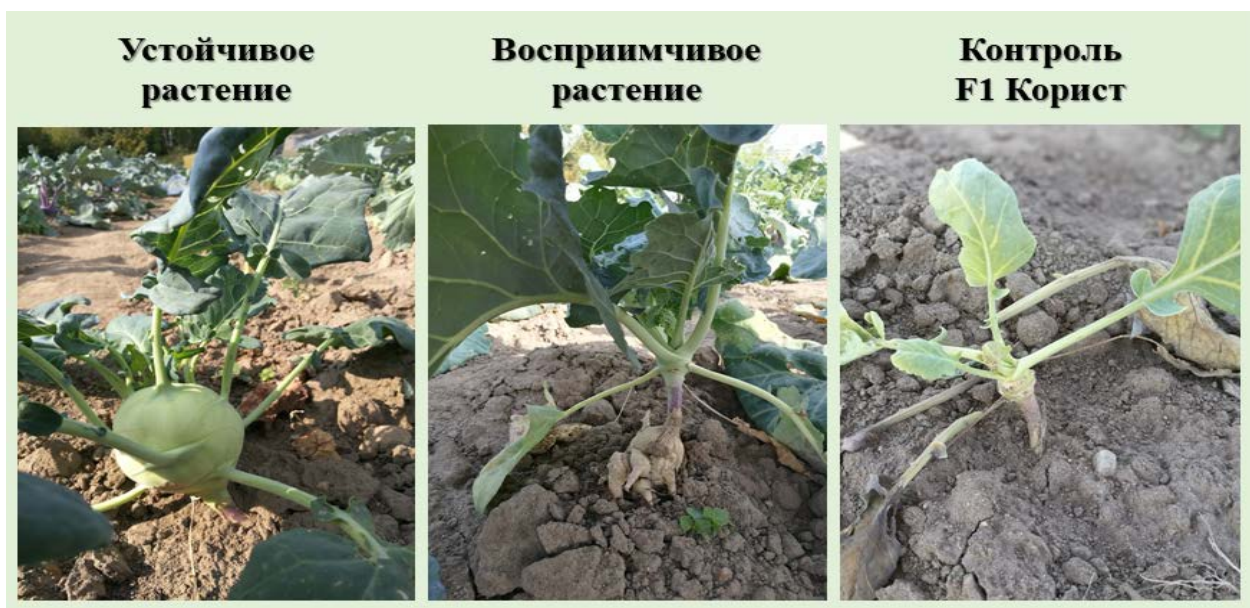 Устойчивое
растение
Восприимчивое
растение
Контроль
F1 Корист